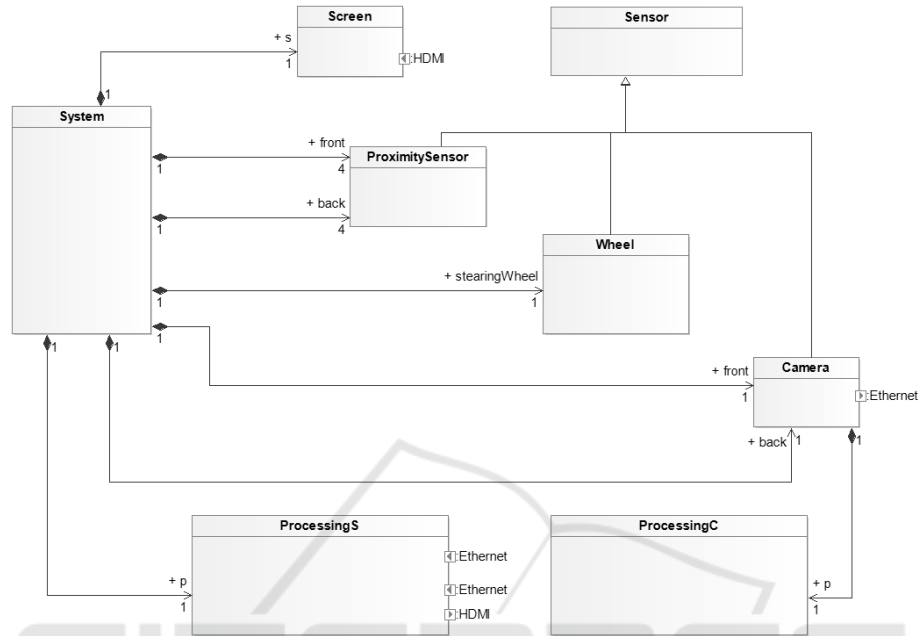 Screen
Sensor
+ s
1
:HDMI
1
System
+ front
1
4
ProximitySensor
+ back
1
4
Wheel
+ stearingWheel
1
1
1
1
1
+ front
1
Camera
:Ethernet
+ back
1
1
ProcessingS
:Ethernet
:Ethernet
:HDMI
+ p
1
ProcessingC
+ p
1